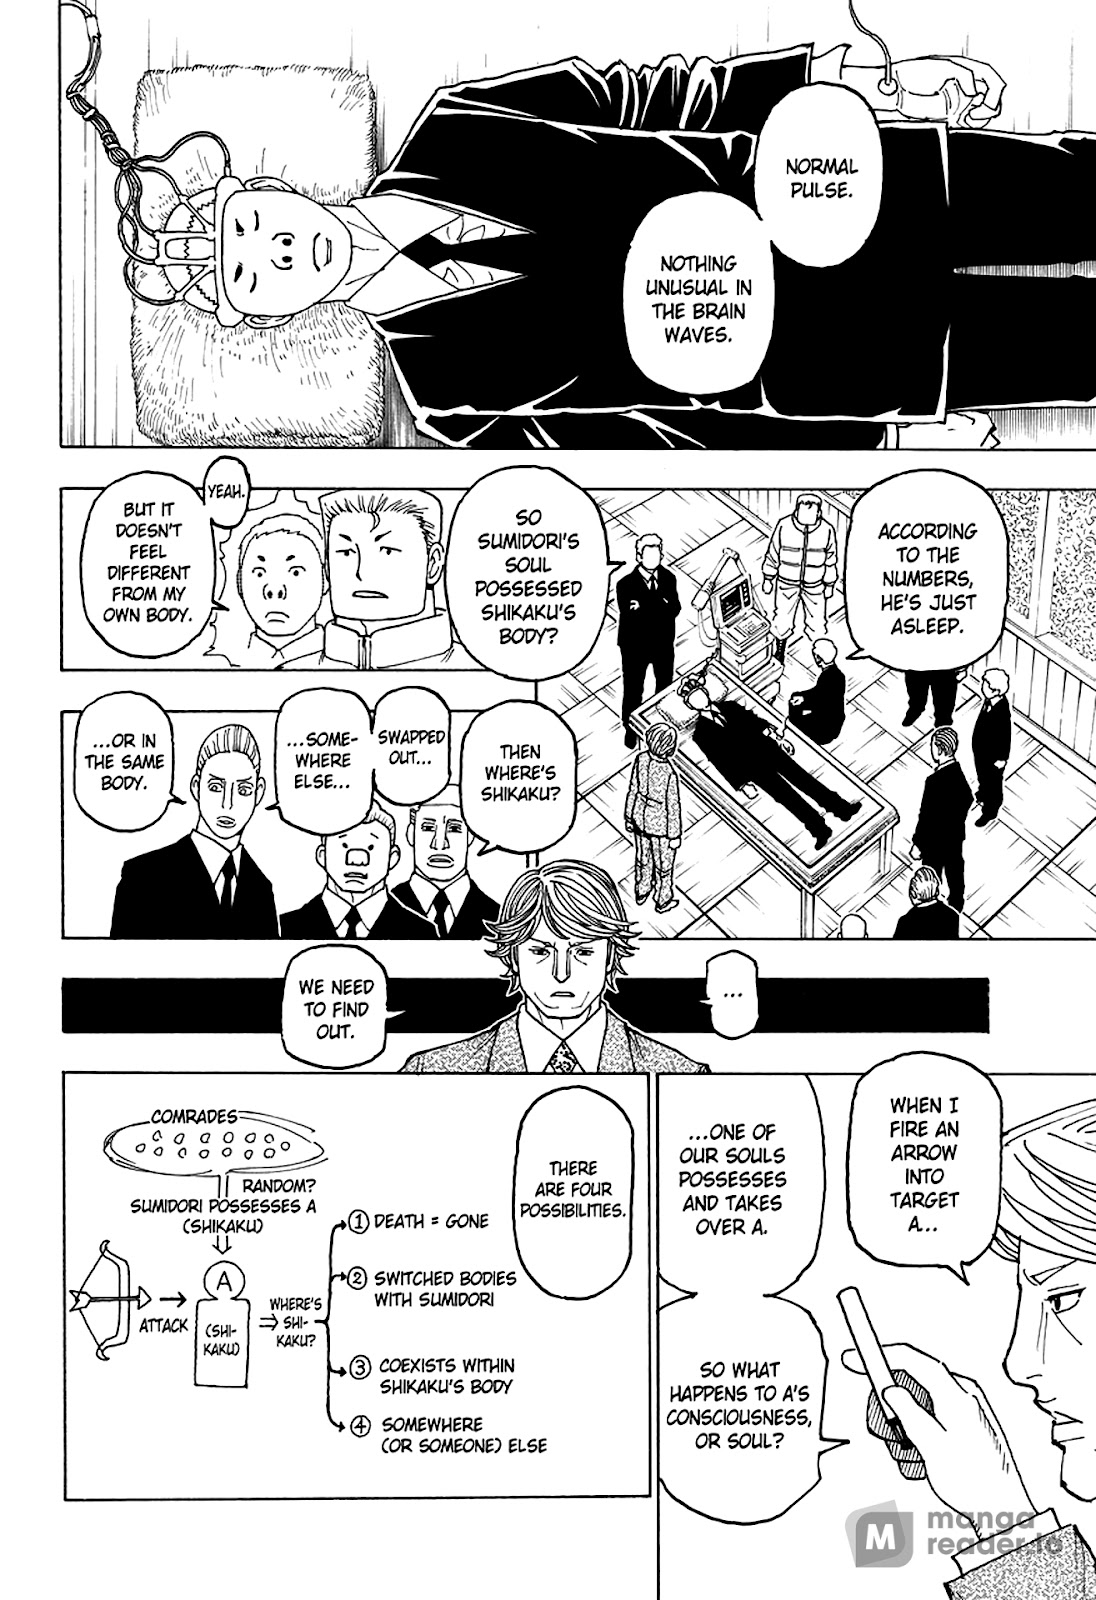 NORMAL
PULSE.
NOTHING
UNUSUAL IN
THE BRAIN
WAVES.
ACCORDING
TO THE
NUMBERS,
HE'S JUST
ASLEEP.
SO
SUMIDORI'S
SOUL
POSSESSED
SHIKAKU'S
BODY?
YEAH.
BUT IT
DOESN'T
FEEL
DIFFERENT
FROM MY
OWN BODY.
THEN
WHERE'S
SHIKAKU?
SWAPPED
OUT...
...SOME-
WHERE
ELSE...
...OR IN
THE SAME
BODY.
...
WE NEED
TO FIND
OUT.
WHEN I
FIRE AN
ARROW
INTO
TARGET
A...
...ONE OF
OUR SOULS
POSSESSES
AND TAKES
OVER A.
SO WHAT
HAPPENS TO A'S
CONSCIOUSNESS,
OR SOUL?
THERE
ARE FOUR
POSSIBILITIES.
COMRADES
RANDOM?
SUMIDORI POSSESSES A
(SHIKAKU)
A
(SHI-
KAKU)
ATTACK
WHERE'S
SHI-
KAKU?
① DEATH = GONE
② SWITCHED BODIES
WITH SUMIDORI
③ COEXISTS WITHIN
SHIKAKU'S BODY
④ SOMEWHERE
(OR SOMEONE) ELSE
M manga
reader.to